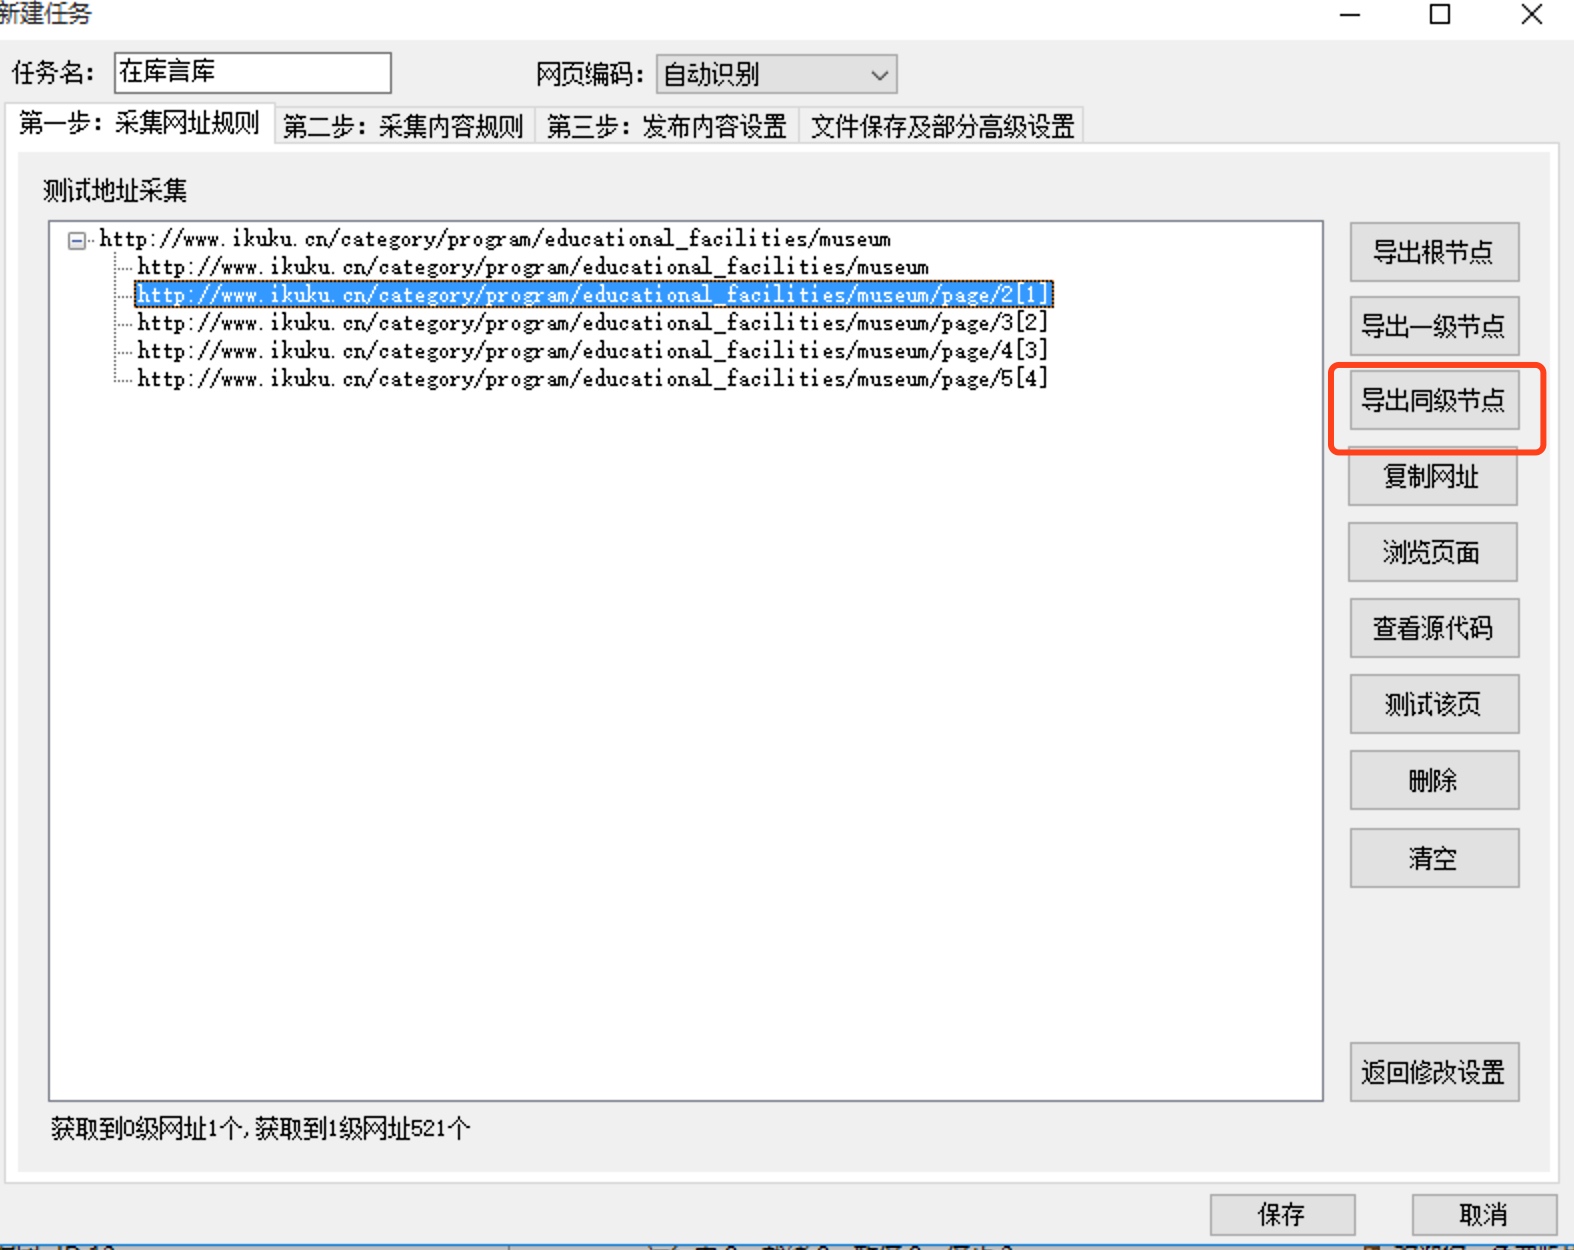 新建任务
任务名： 在库言库 网页编码： 自动识别
第一步：采集网址规则 第二步：采集内容规则 第三步：发布内容设置 文件保存及部分高级设置
测试地址采集
http://www.ikuku.cn/category/program/educational_facilities/museum
http://www.ikuku.cn/category/program/educational_facilities/museum
http://www.ikuku.cn/category/program/educational_facilities/museum/page/2[1]
http://www.ikuku.cn/category/program/educational_facilities/museum/page/3[2]
http://www.ikuku.cn/category/program/educational_facilities/museum/page/4[3]
http://www.ikuku.cn/category/program/educational_facilities/museum/page/5[4]
导出根节点
导出一级节点
导出同级节点
复制网址
浏览页面
查看源代码
测试该页
删除
清空
返回修改设置
获取到0级网址1个,获取到1级网址521个
保存 取消